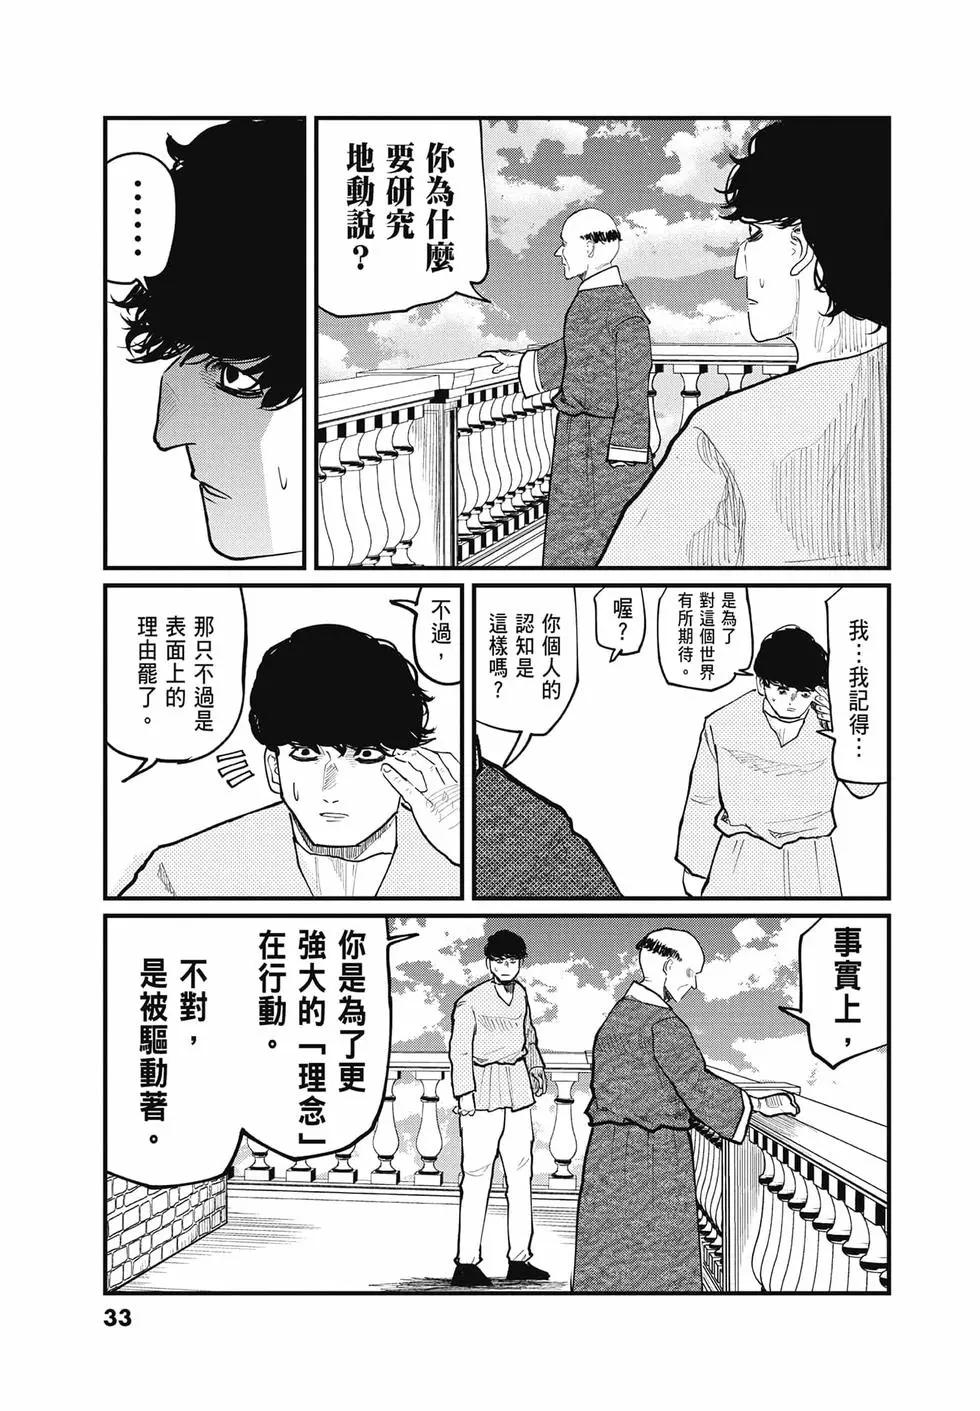 你為什麼
要研究
地動說？
……
我…我記得…
是為了
對這個世界
有所期待。
喔？
你個人的
認知是
這樣嗎？
不過，
那只不過是
表面上的
理由罷了。
事實上，
你是為了更
強大的「理念」
在行動。
不對，
是被驅動著。
33